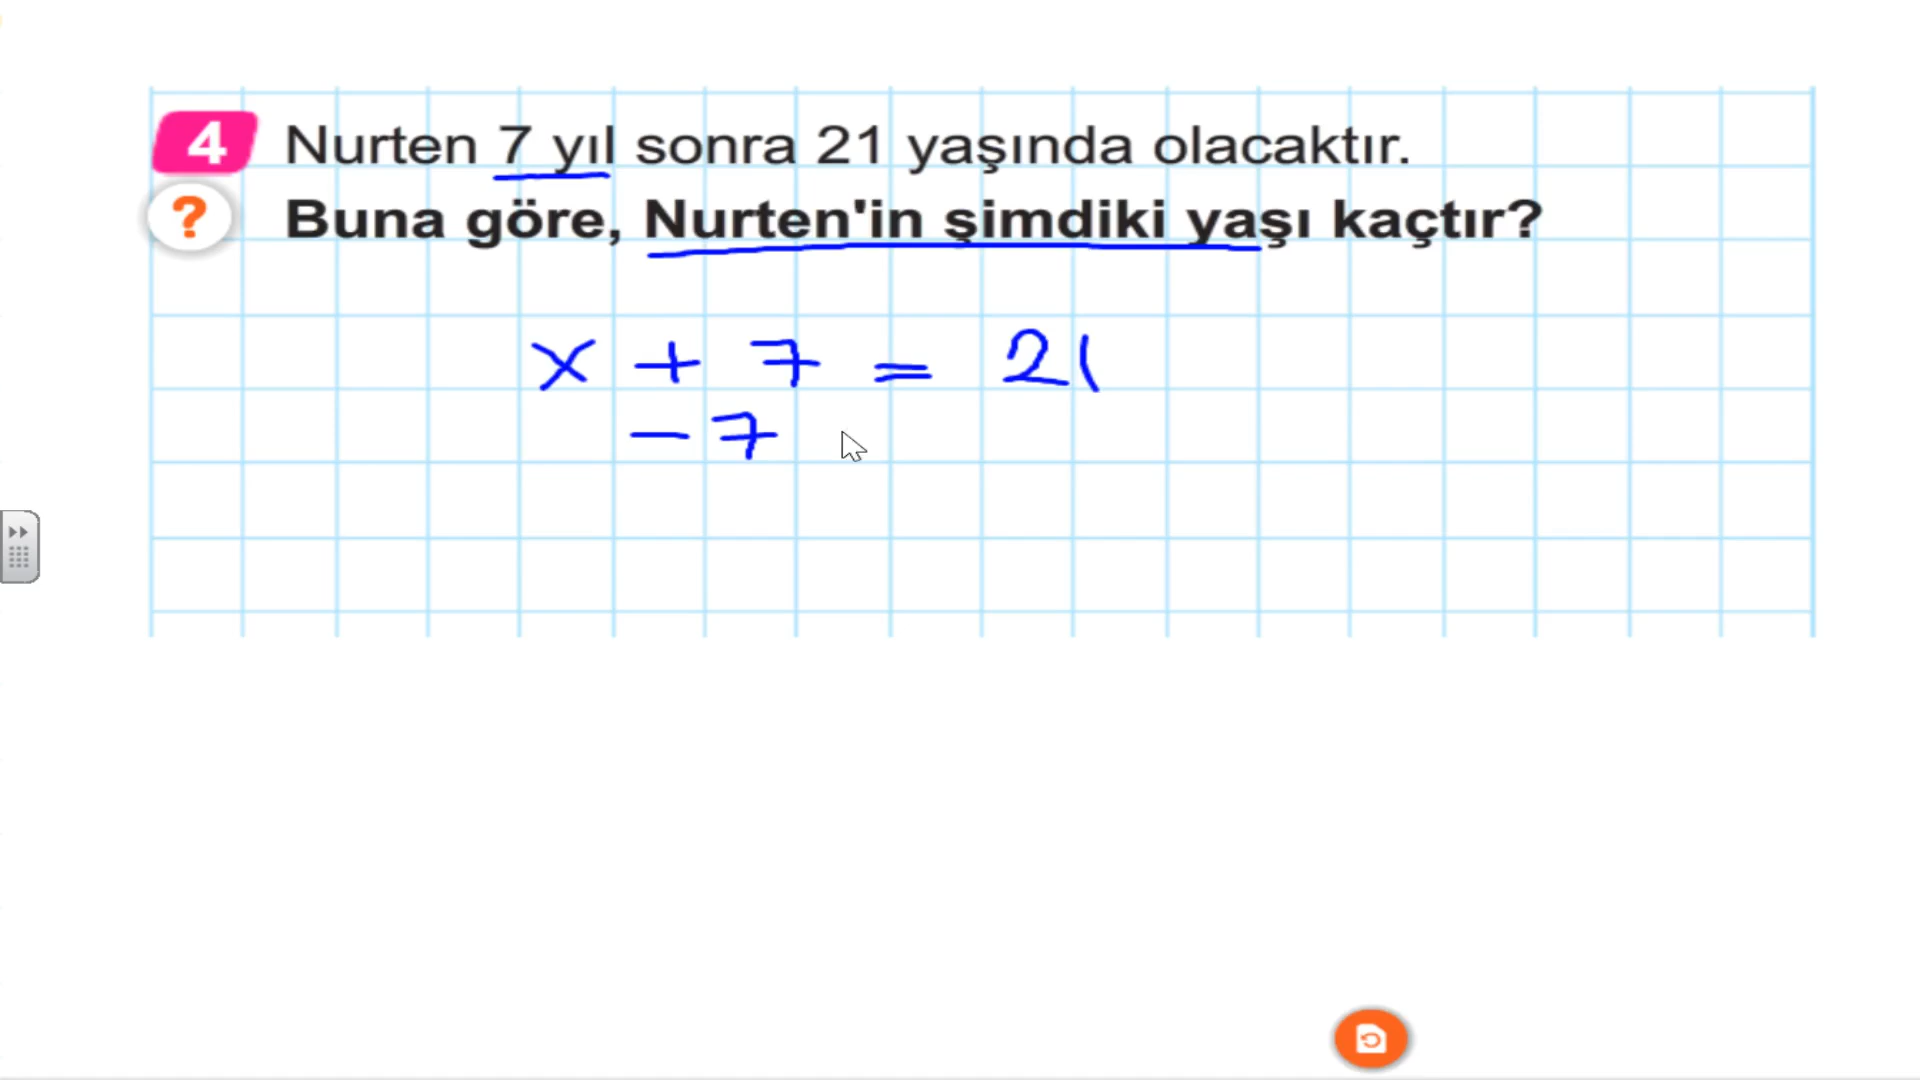 4 Nurten 7 yıl sonra 21 yaşında olacaktır.
? Buna göre, Nurten'in şimdiki yaşı kaçtır?
x + 7 = 21
- 7